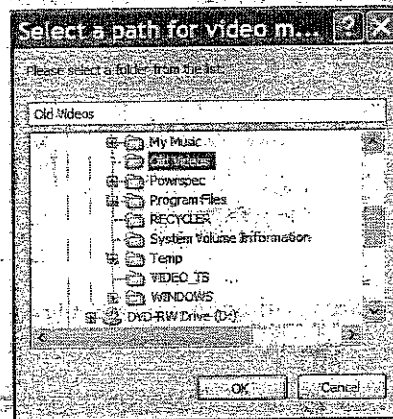 Select a path for video m... ? X
Please select a folder from the list:
Old Videos
My Music
Old Videos
Powrspec
Program Files
RECYCLER
System Volume Information
Temp
VIDEO_TS
WINDOWS
DVD-RW Drive (D:)
OK Cancel